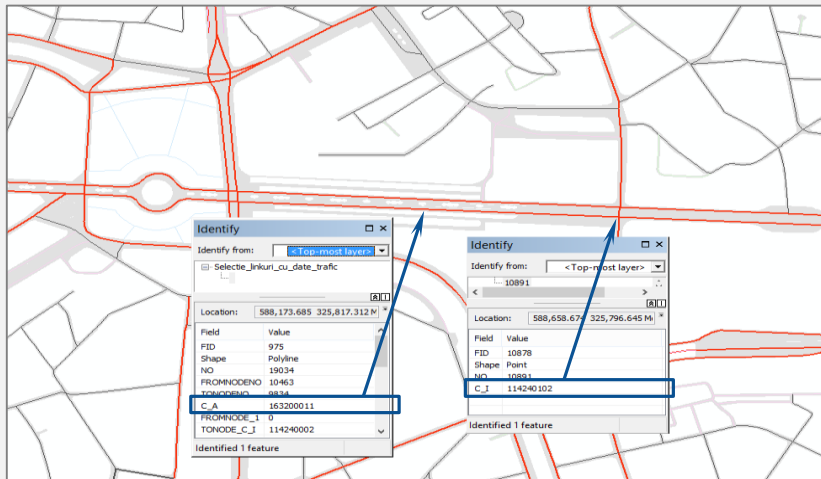 Identify
Identify from: <Top-most layer>
Selectie_linkuri_cu_date_trafic
Location: 588,173.685 325,817.312 M
Field Value
FID 975
Shape Polyline
NO 19034
FROMNODENO 10463
TONODENO 9834
C_A 163200011
FROMNODE_1 0
TONODE_C_I 114240002
Identified 1 feature
Identify
Identify from: <Top-most layer>
10891
Location: 588,658.674 325,796.645 M
Field Value
FID 10878
Shape Point
NO 10891
C_I 114240102
Identified 1 feature